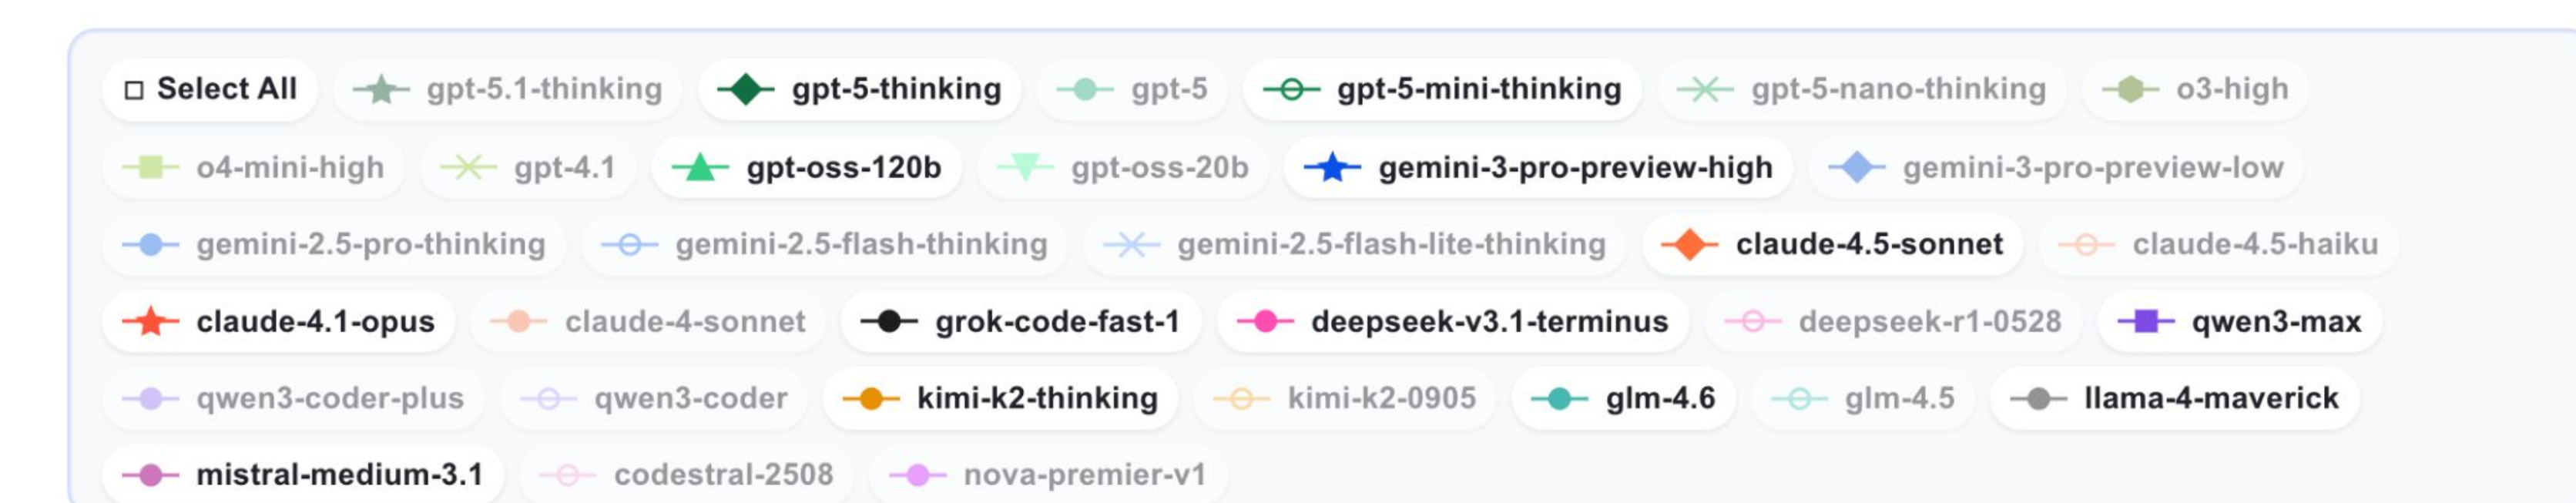 Select All gpt-5.1-thinking gpt-5-thinking gpt-5 gpt-5-mini-thinking gpt-5-nano-thinking o3-high
o4-mini-high gpt-4.1 gpt-oss-120b gpt-oss-20b gemini-3-pro-preview-high gemini-3-pro-preview-low
gemini-2.5-pro-thinking gemini-2.5-flash-thinking gemini-2.5-flash-lite-thinking claude-4.5-sonnet claude-4.5-haiku
claude-4.1-opus claude-4-sonnet grok-code-fast-1 deepseek-v3.1-terminus deepseek-r1-0528 qwen3-max
qwen3-coder-plus qwen3-coder kimi-k2-thinking kimi-k2-0905 glm-4.6 glm-4.5 llama-4-maverick
mistral-medium-3.1 codestral-2508 nova-premier-v1